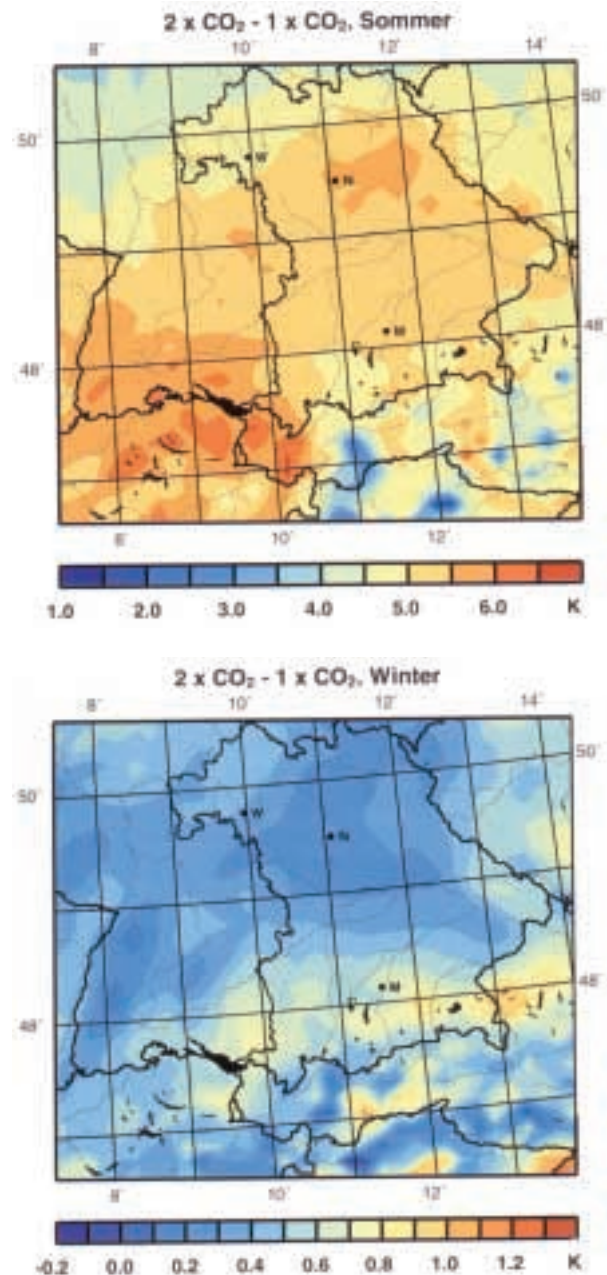 2 x CO₂ - 1 x CO₂, Sommer
8˚ 10˚ 12˚ 14˚
50˚ 50˚
W
N
M
48˚ 48˚
8˚ 10˚ 12˚
1.0 2.0 3.0 4.0 5.0 6.0 K
2 x CO₂ - 1 x CO₂, Winter
8˚ 10˚ 12˚ 14˚
50˚ 50˚
W
N
M
48˚ 48˚
8˚ 10˚ 12˚
-0.2 0.0 0.2 0.4 0.6 0.8 1.0 1.2 K